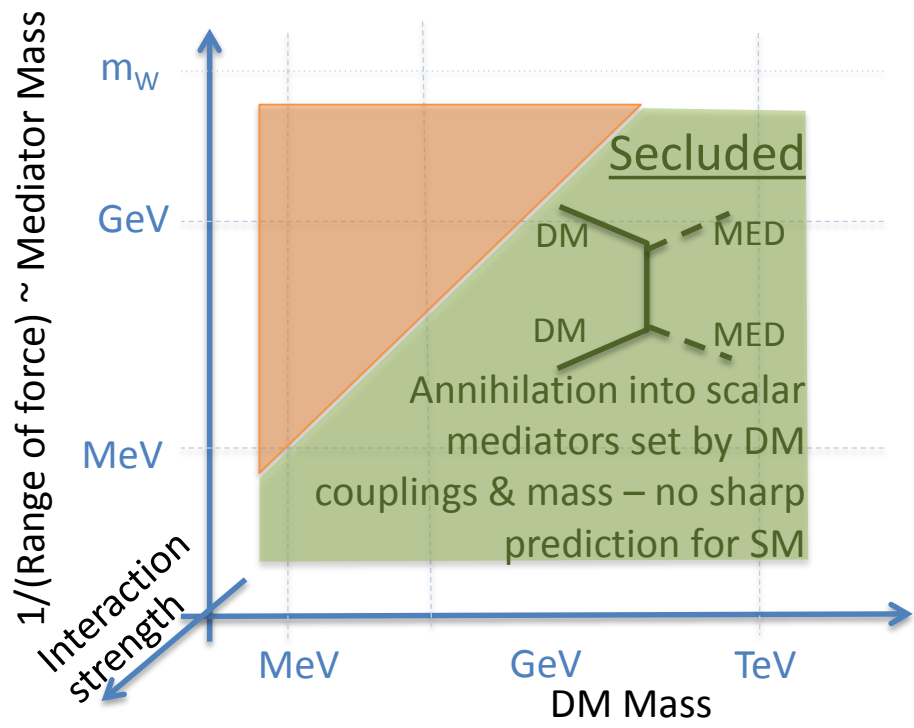 1/(Range of force) ~ Mediator Mass
m_W
GeV
MeV
Secluded
DM
MED
DM
MED
Annihilation into scalar
mediators set by DM
couplings & mass – no sharp
prediction for SM
Interaction
strength
MeV
GeV
TeV
DM Mass